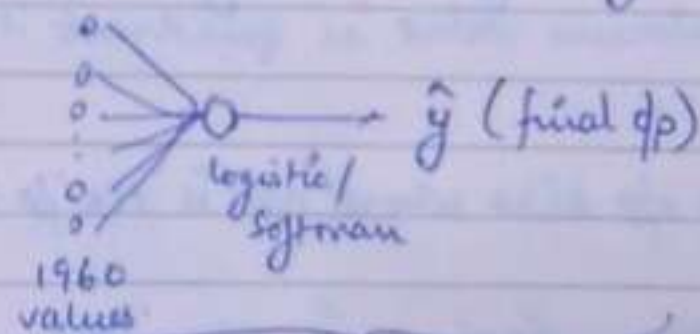 ŷ (final o/p)
logistic/
Softmax
1960
values